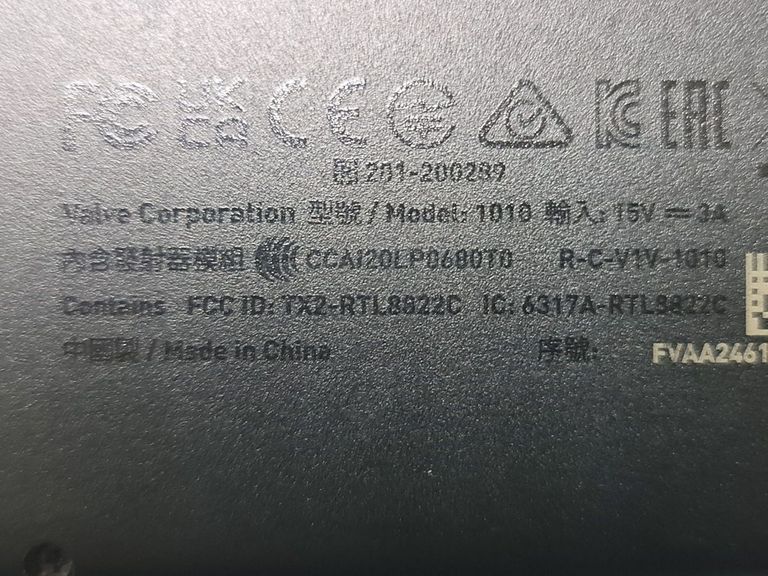 FC UK CA CE EAC
201-200289
Valve Corporation 型號 / Model: 1010 輸入: 15V ⎓ 3A
內含發射器模組 CCAI20LP0680T0 R-C-V1V-1010
Contains FCC ID: TX2-RTL8822C IC: 6317A-RTL8822C
中國製 / Made in China 序號: FVAA2461